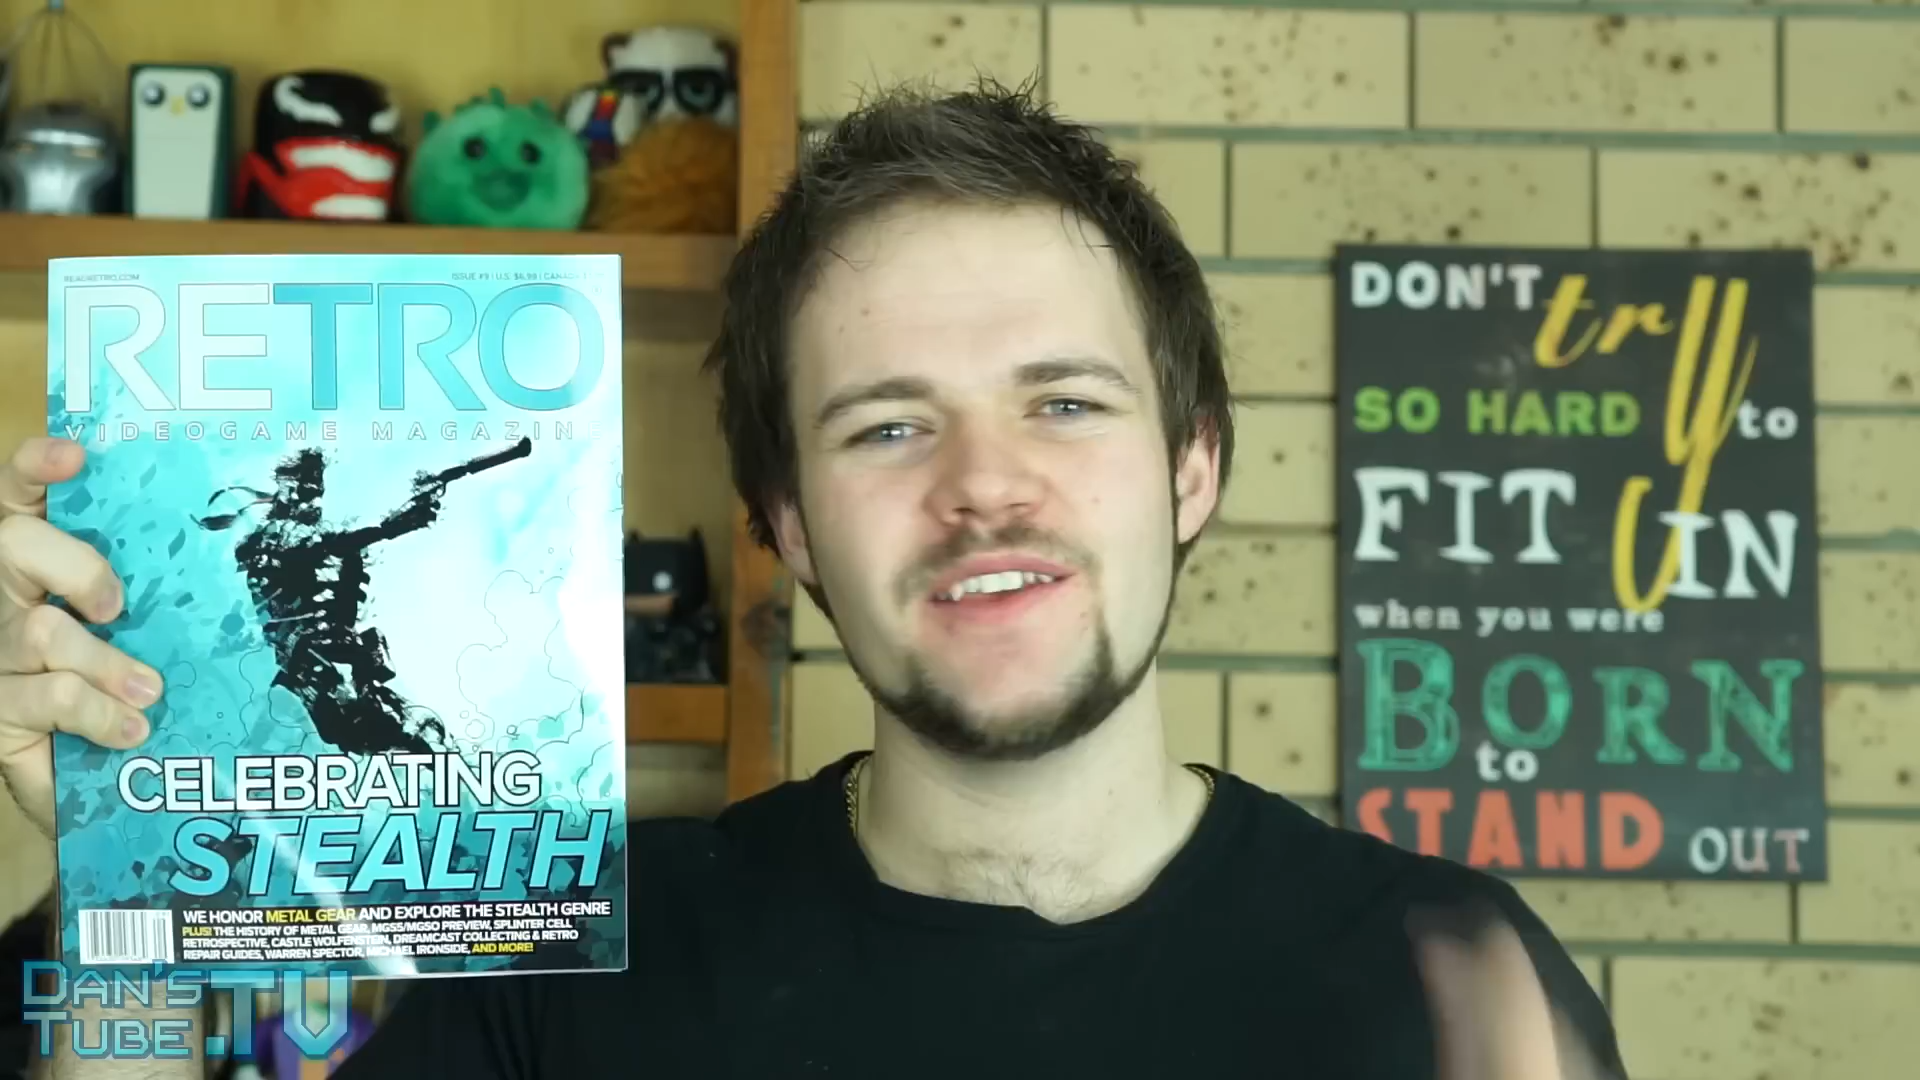 READRETRO.COM
ISSUE #9 | U.S. $6.99 | CANADA
RETRO
VIDEOGAME MAGAZINE
CELEBRATING
STEALTH
WE HONOR METAL GEAR AND EXPLORE THE STEALTH GENRE
PLUS! THE HISTORY OF METAL GEAR, MGS5/MGSO PREVIEW, SPLINTER CELL
RETROSPECTIVE, CASTLE WOLFENSTEIN, DREAMCAST COLLECTING & RETRO
REPAIR GUIDES, WARREN SPECTOR, MICHAEL IRONSIDE, AND MORE!
DAN'S
TUBE.TV
DON'T try
SO HARD to
FIT IN
when you were
BORN
to
STAND OUT